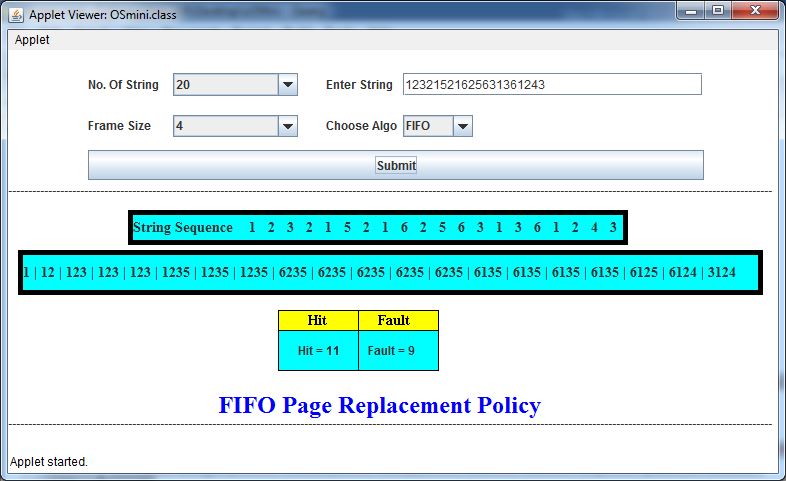 Applet Viewer: OSmini.class
Applet
No. Of String 20 Enter String 12321521625631361243
Frame Size 4 Choose Algo FIFO
Submit
String Sequence 1 2 3 2 1 5 2 1 6 2 5 6 3 1 3 6 1 2 4 3
1 | 12 | 123 | 123 | 123 | 1235 | 1235 | 1235 | 6235 | 6235 | 6235 | 6235 | 6235 | 6135 | 6135 | 6135 | 6135 | 6125 | 6124 | 3124
Hit Fault
Hit = 11 Fault = 9
FIFO Page Replacement Policy
Applet started.